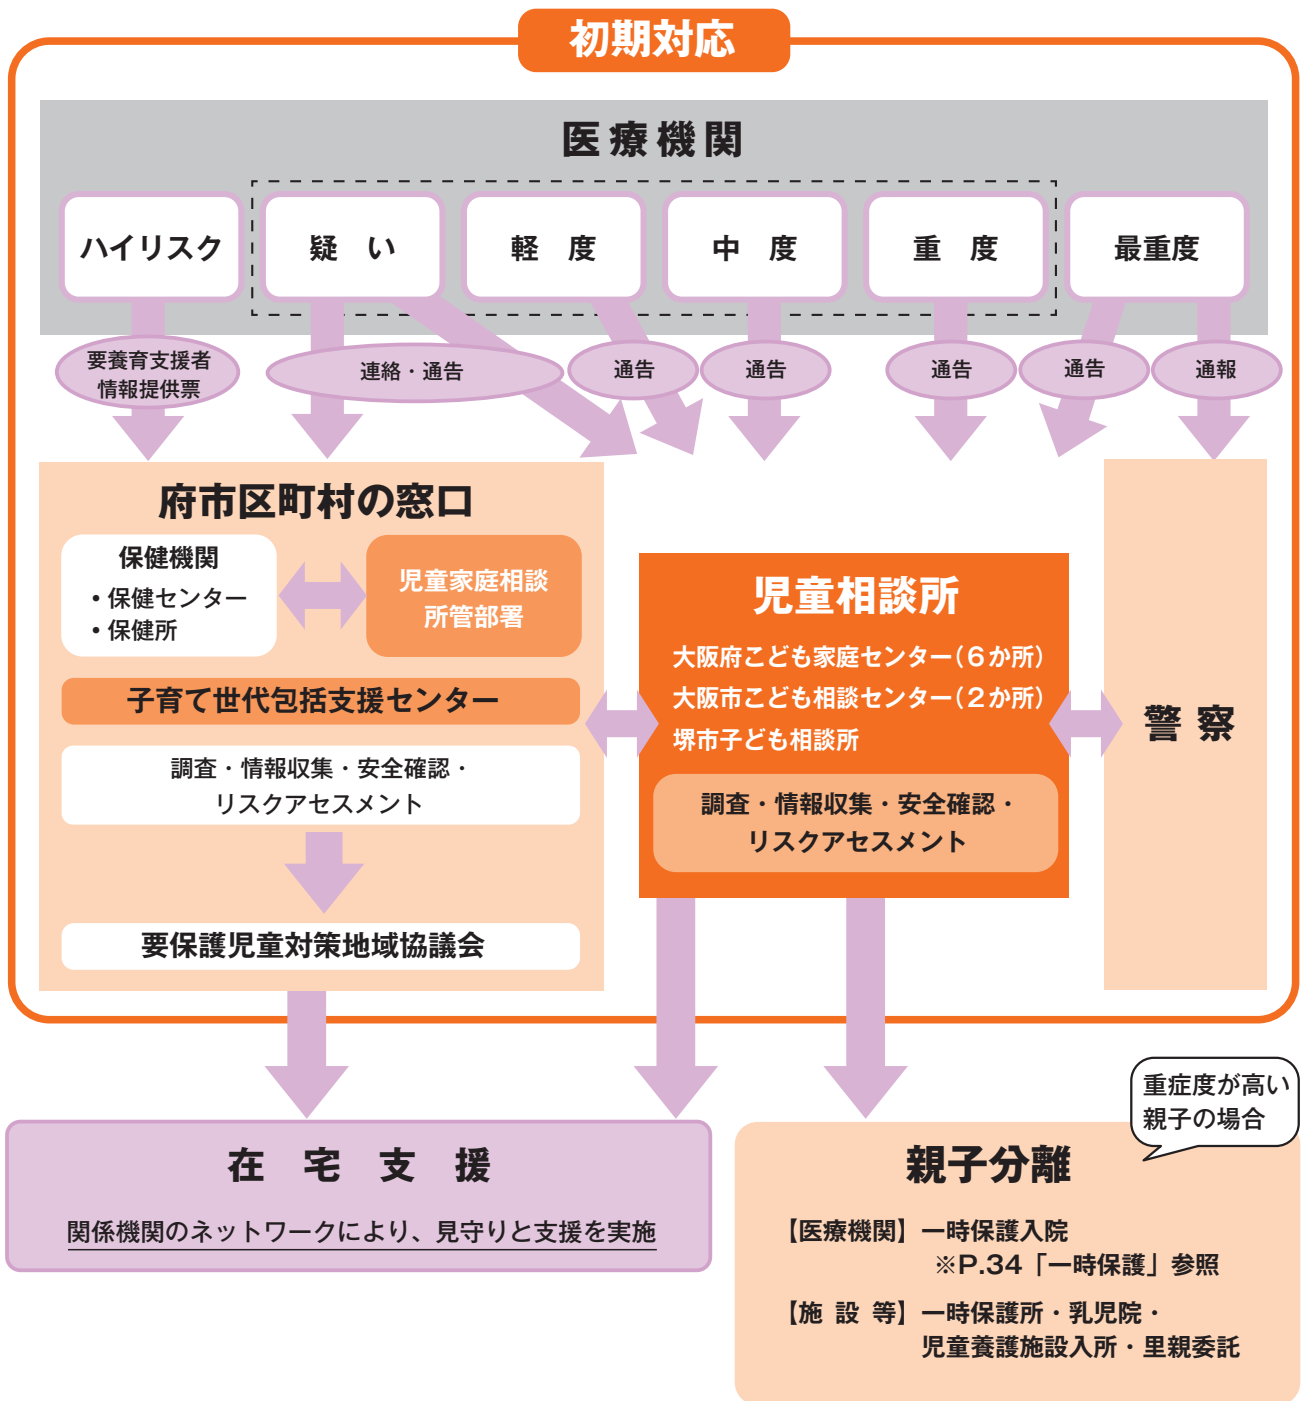 初期対応
医療機関
ハイリスク
疑い
軽度
中度
重度
最重度
要養育支援者
情報提供票
連絡・通告
通告
通告
通告
通告
通報
府市区町村の窓口
保健機関
・保健センター
・保健所
児童家庭相談
所管部署
子育て世代包括支援センター
調査・情報収集・安全確認・
リスクアセスメント
要保護児童対策地域協議会
児童相談所
大阪府こども家庭センター（６か所）
大阪市こども相談センター（２か所）
堺市子ども相談所
調査・情報収集・安全確認・
リスクアセスメント
警察
在宅支援
関係機関のネットワークにより、見守りと支援を実施
重症度が高い
親子の場合
親子分離
【医療機関】一時保護入院
※P.34「一時保護」参照
【施設等】一時保護所・乳児院・
児童養護施設入所・里親委託